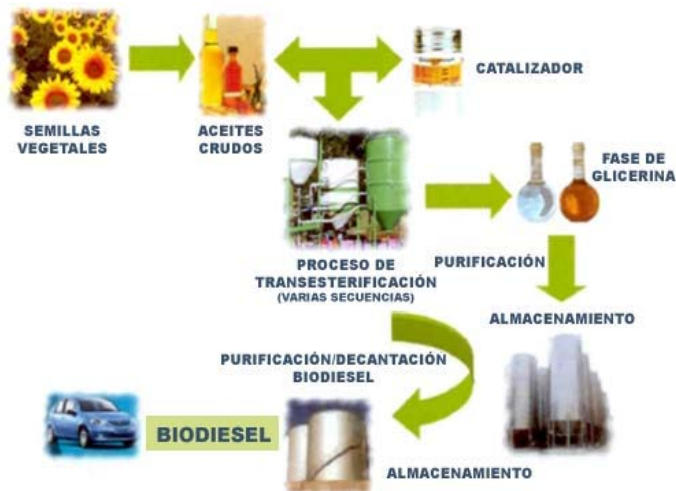 SEMILLAS
VEGETALES
ACEITES
CRUDOS
CATALIZADOR
FASE DE
GLICERINA
PROCESO DE
TRANSESTERIFICACIÓN
(VARIAS SECUENCIAS)
PURIFICACIÓN
ALMACENAMIENTO
PURIFICACIÓN/DECANTACIÓN
BIODIESEL
BIODIESEL
ALMACENAMIENTO